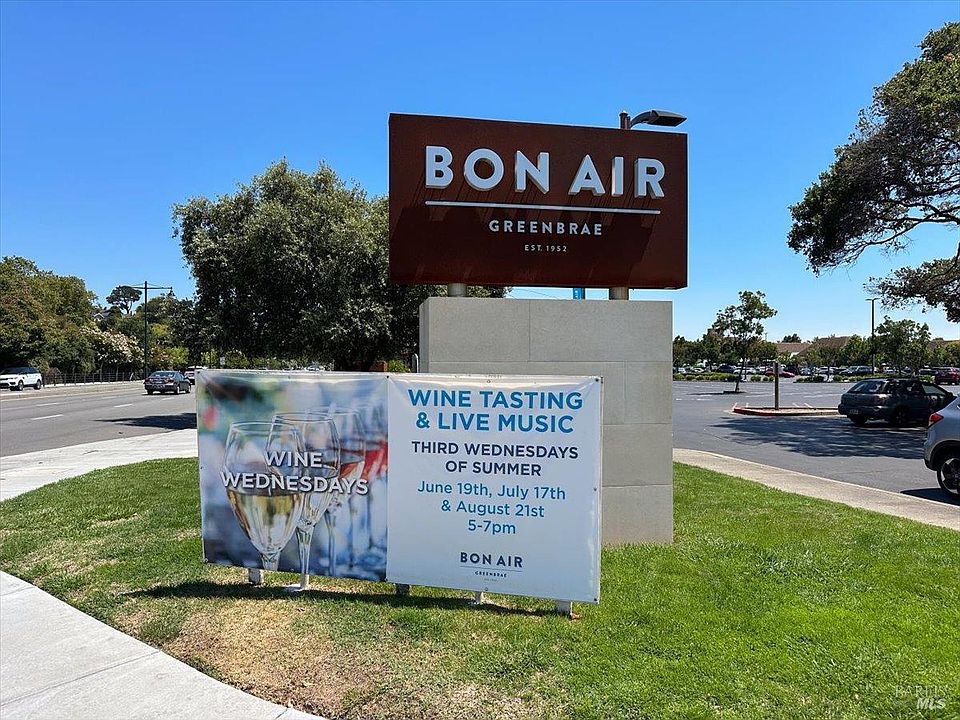 BON AIR
GREENBRAE
EST. 1952
WINE
WEDNESDAYS
WINE TASTING
& LIVE MUSIC
THIRD WEDNESDAYS
OF SUMMER
June 19th, July 17th
& August 21st
5-7pm
BON AIR
GREENBRAE
BAREIS
MLS